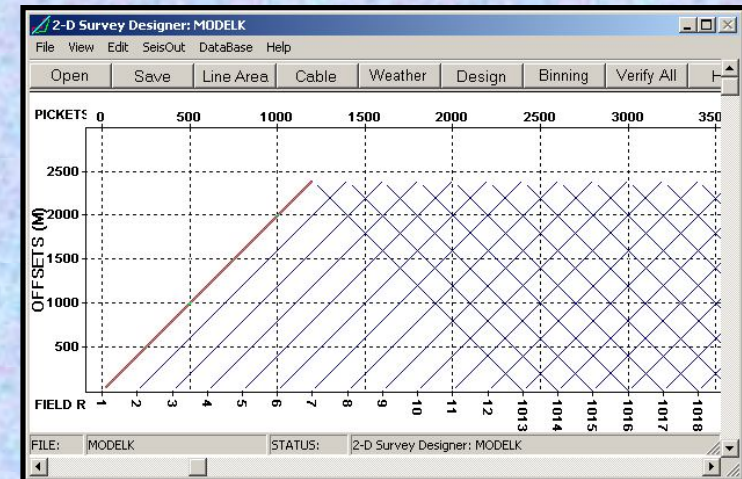 2-D Survey Designer: MODELK
File View Edit SeisOut DataBase Help
Open Save Line Area Cable Weather Design Binning Verify All H
PICKETS 0 500 1000 1500 2000 2500 3000 350
2500
2000
1500
1000
500
OFFSETS (M)
FIELD R 1 2 3 4 5 6 7 8 9 10 11 12 1013 1014 1015 1016 1017 1018
FILE: MODELK STATUS: 2-D Survey Designer: MODELK